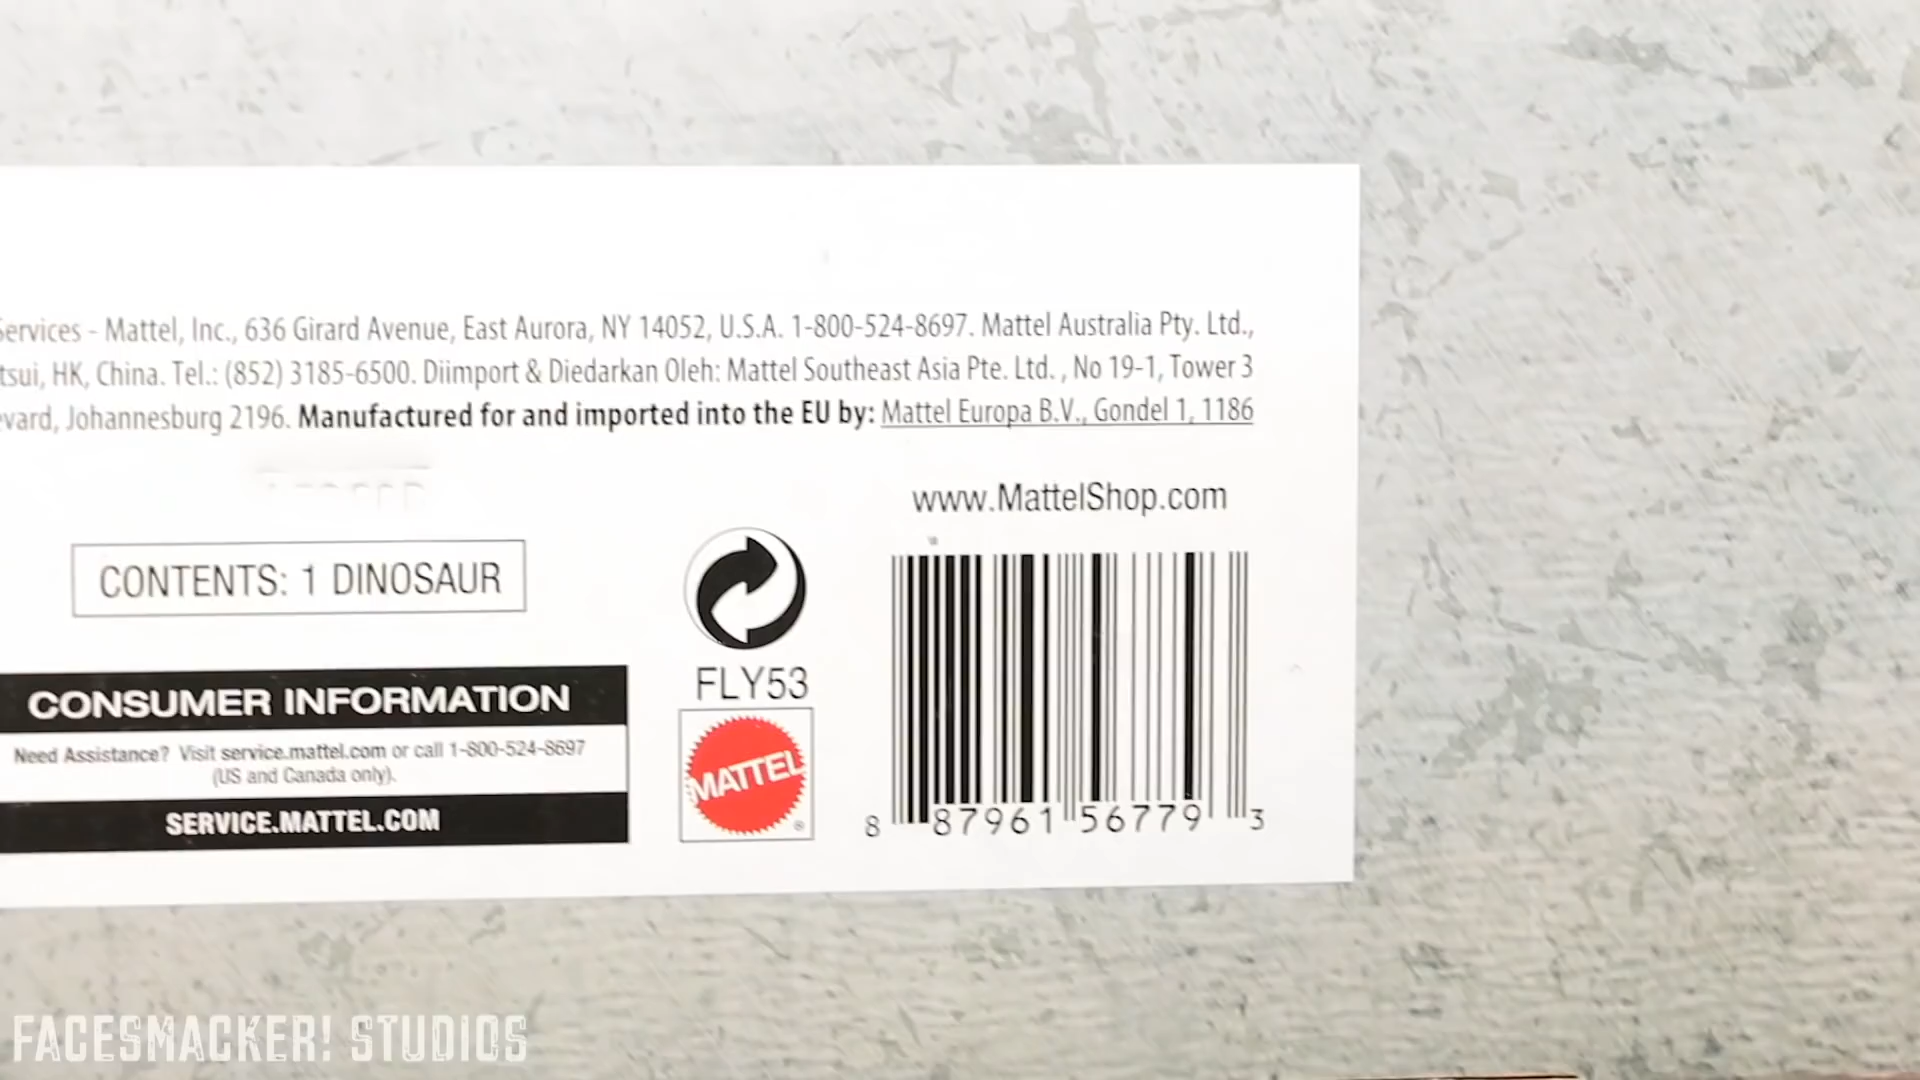 Services - Mattel, Inc., 636 Girard Avenue, East Aurora, NY 14052, U.S.A. 1-800-524-8697. Mattel Australia Pty. Ltd.,
tsui, HK, China. Tel.: (852) 3185-6500. Diimport & Diedarkan Oleh: Mattel Southeast Asia Pte. Ltd. , No 19-1, Tower 3
evard, Johannesburg 2196. Manufactured for and imported into the EU by: Mattel Europa B.V., Gondel 1, 1186
www.MattelShop.com
CONTENTS: 1 DINOSAUR
FLY53
CONSUMER INFORMATION
Need Assistance? Visit service.mattel.com or call 1-800-524-8697
(US and Canada only).
SERVICE.MATTEL.COM
MATTEL
®
8 87961 56779 3
FACESMACKER! STUDIOS